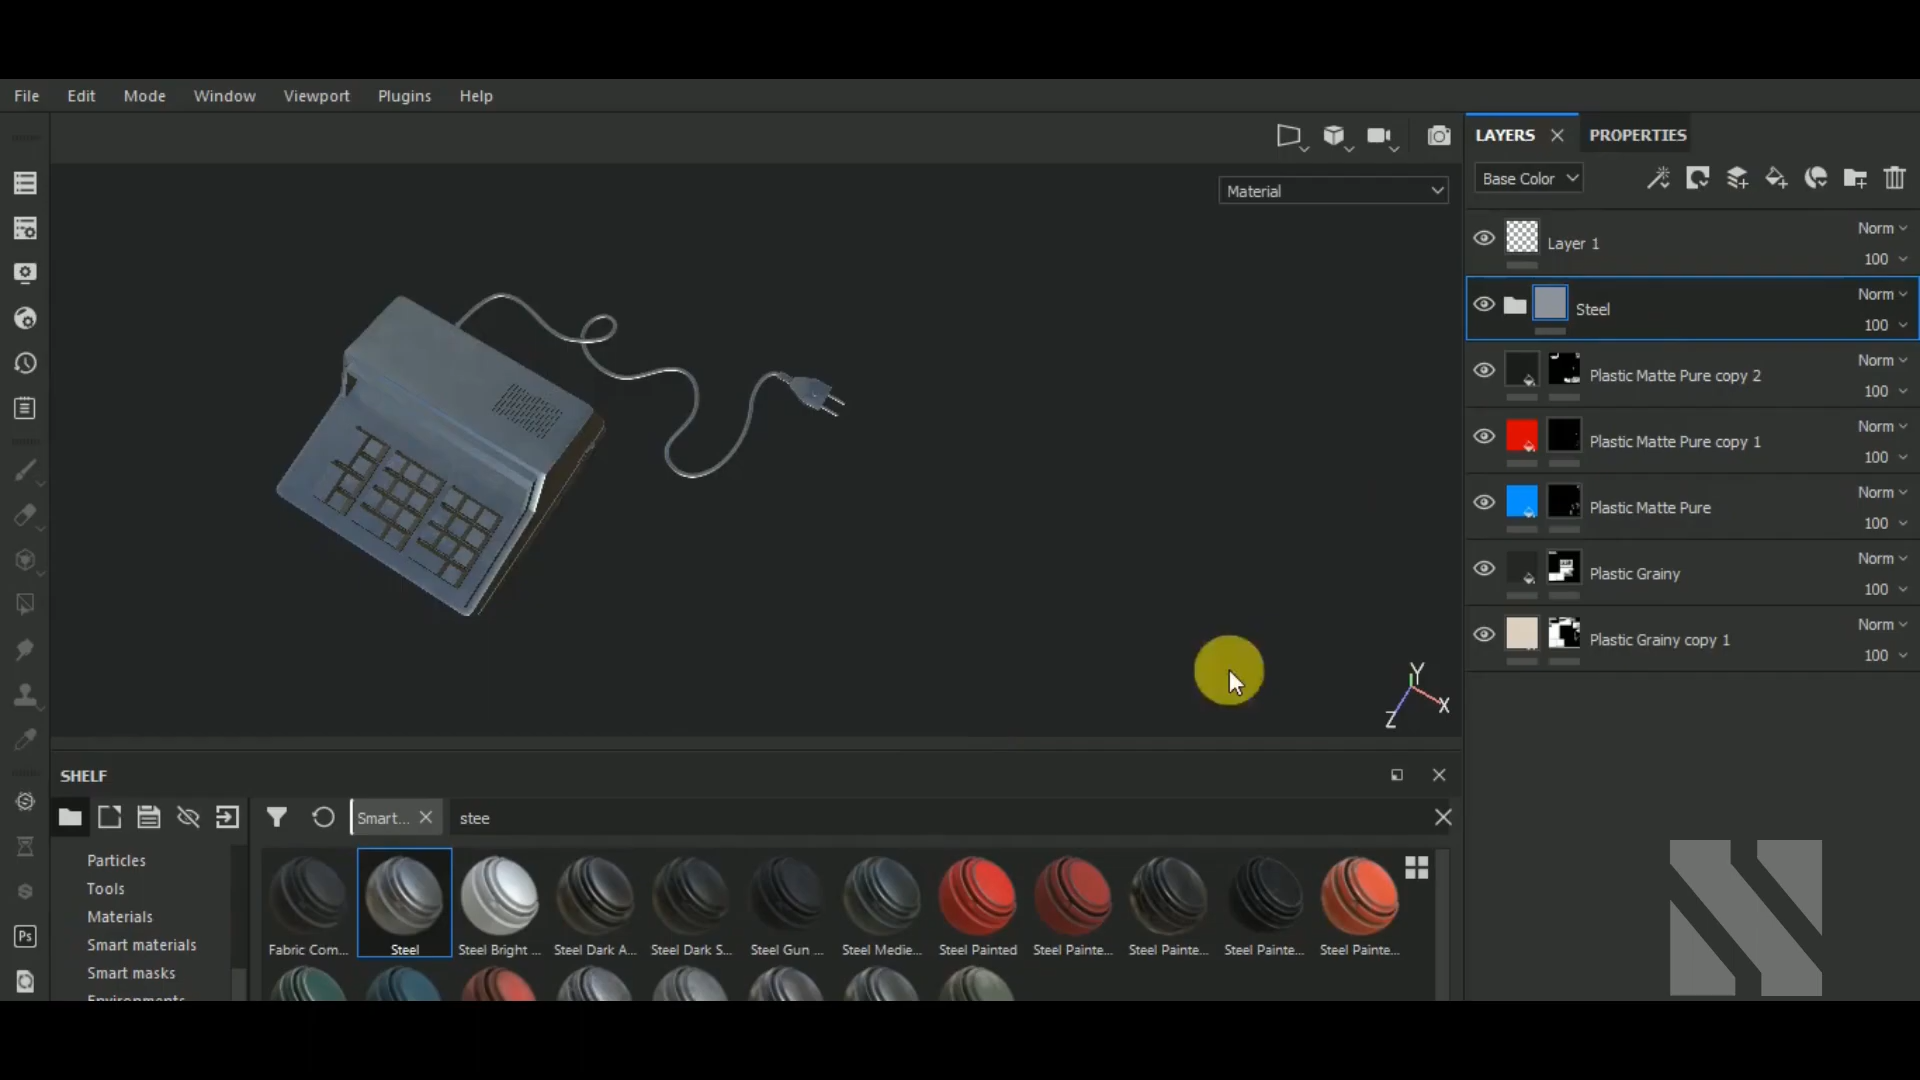 File Edit Mode Window Viewport Plugins Help
LAYERS PROPERTIES
Base Color
Material
Layer 1 Norm 100
Steel Norm 100
Plastic Matte Pure copy 2 Norm 100
Plastic Matte Pure copy 1 Norm 100
Plastic Matte Pure Norm 100
Plastic Grainy Norm 100
Plastic Grainy copy 1 Norm 100
Y
X
Z
SHELF
Smart... stee
Particles
Tools
Materials
Smart materials
Smart masks
Environments
Fabric Com... Steel Steel Bright ... Steel Dark A... Steel Dark S... Steel Gun ... Steel Medie... Steel Painted Steel Painte... Steel Painte... Steel Painte... Steel Painte...
Ps